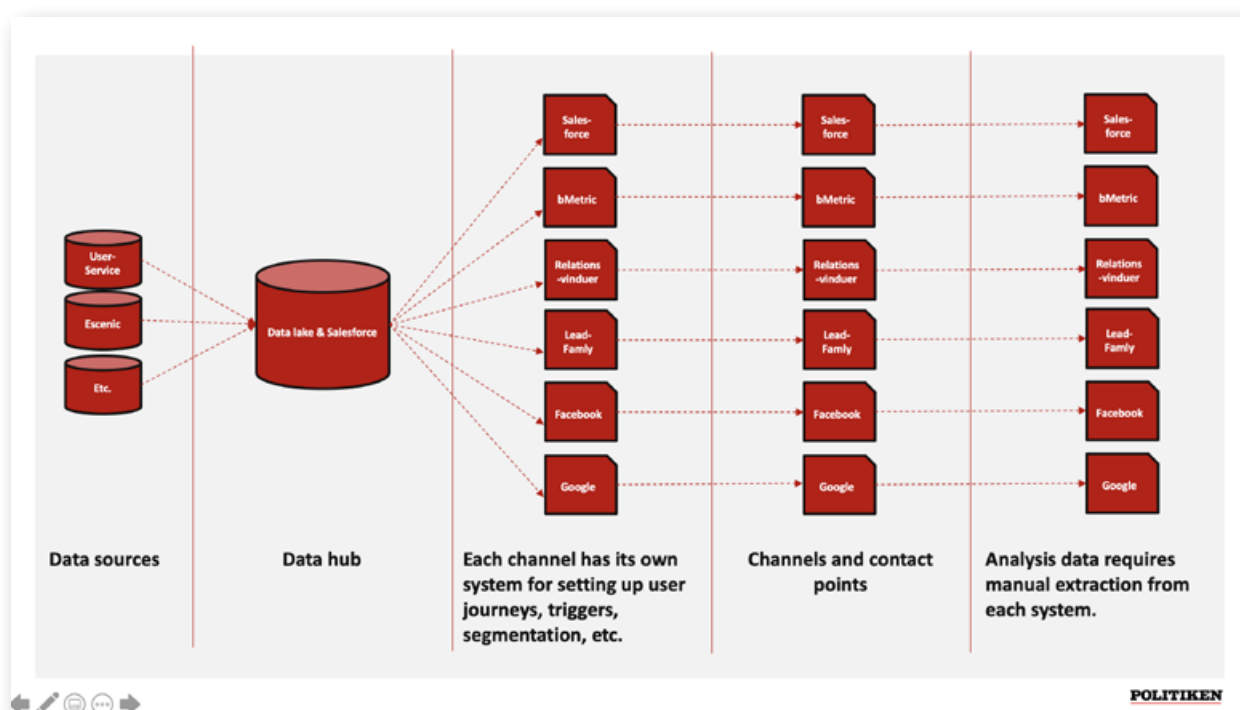 User-
Service
Escenic
Etc.
Data lake & Salesforce
Sales-
force
bMetric
Relations
-vinduer
Lead-
Famly
Facebook
Google
Sales-
force
bMetric
Relations
-vinduer
Lead-
Famly
Facebook
Google
Sales-
force
bMetric
Relations
-vinduer
Lead-
Famly
Facebook
Google
Data sources
Data hub
Each channel has its own
system for setting up user
journeys, triggers,
segmentation, etc.
Channels and contact
points
Analysis data requires
manual extraction from
each system.
POLITIKEN